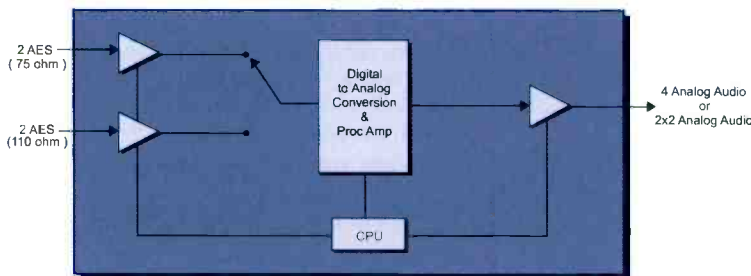 2 AES
( 75 ohm )
2 AES
(110 ohm )
Digital
to Analog
Conversion
&
Proc Amp
CPU
4 Analog Audio
or
2x2 Analog Audio